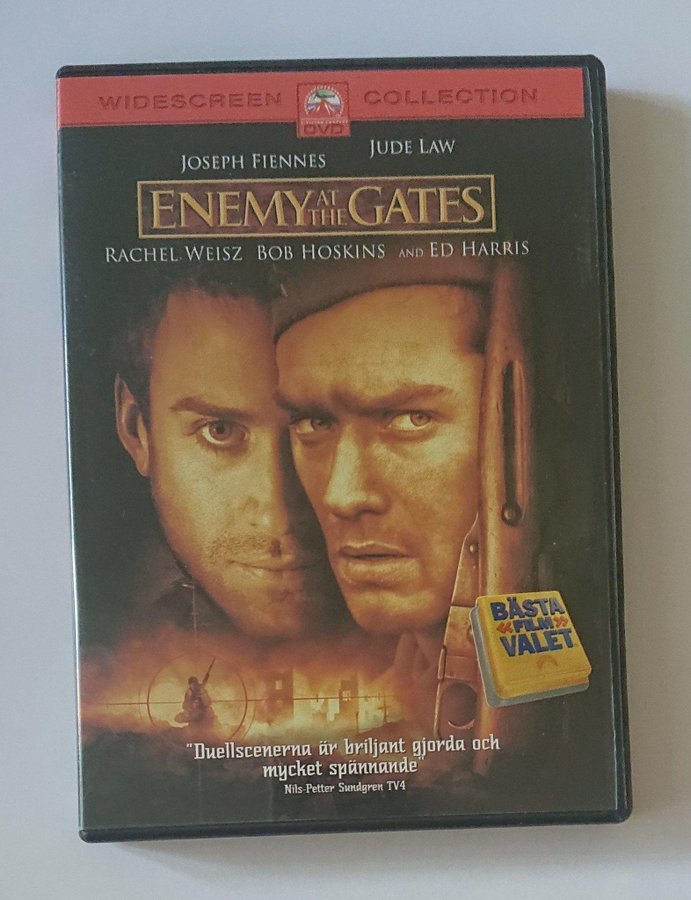 WIDESCREEN DVD COLLECTION
JOSEPH FIENNES JUDE LAW
ENEMY AT THE GATES
RACHEL WEISZ BOB HOSKINS AND ED HARRIS
BÄSTA
«FILM»
VALET
"Duellscenerna är briljant gjorda och
mycket spännande"
Nils-Petter Sundgren TV4